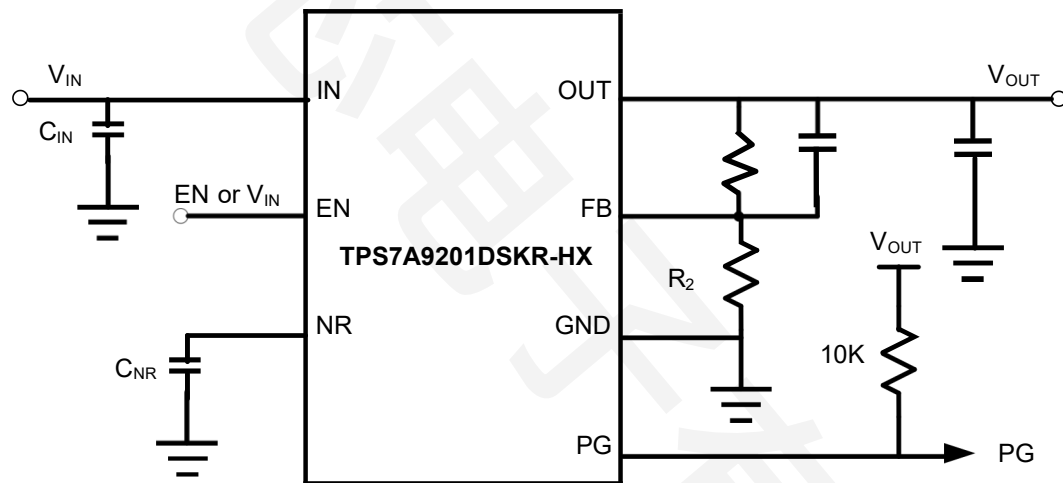 V_IN
IN
OUT
V_OUT
C_IN
EN or V_IN
EN
FB
TPS7A9201DSKR-HX
V_OUT
R_2
NR
GND
10K
C_NR
PG
PG